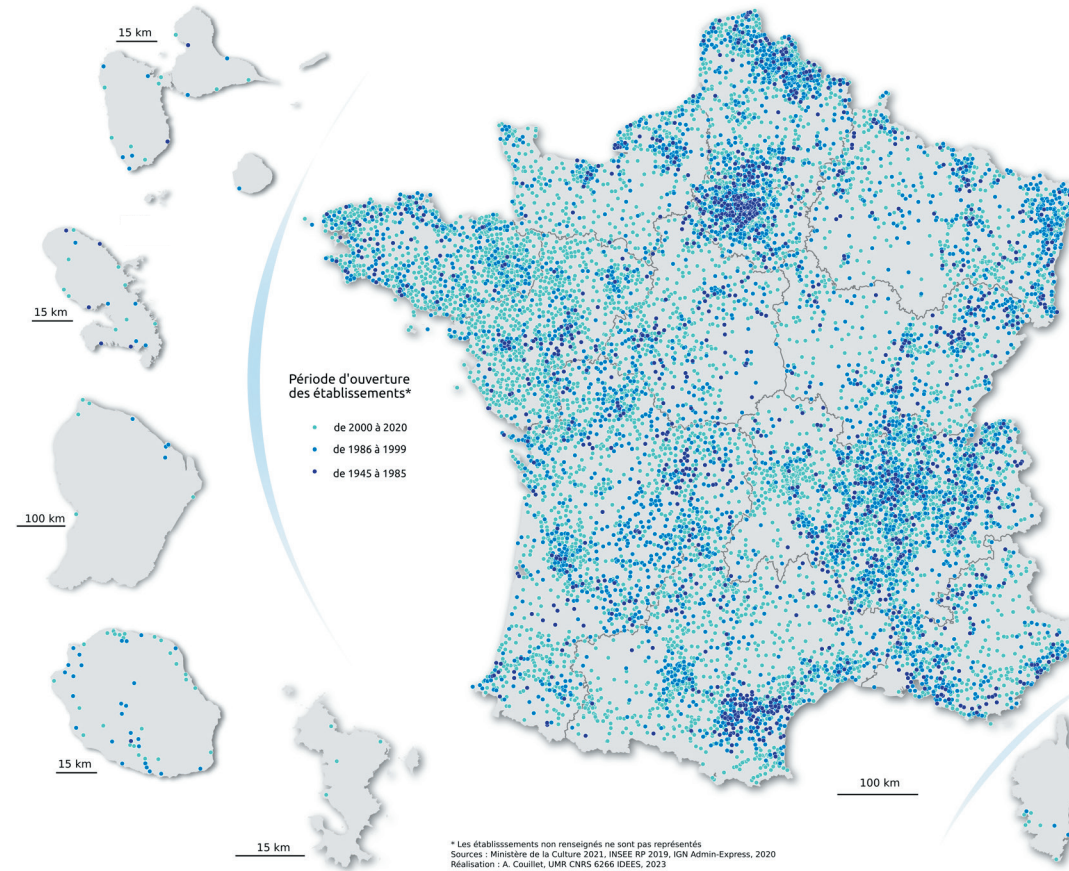 15 km
15 km
100 km
15 km
15 km
Période d'ouverture
des établissements*
de 2000 à 2020
de 1986 à 1999
de 1945 à 1985
100 km
* Les établisssements non renseignés ne sont pas représentés
Sources : Ministère de la Culture 2021, INSEE RP 2019, IGN Admin-Express, 2020
Réalisation : A. Couillet, UMR CNRS 6266 IDEES, 2023